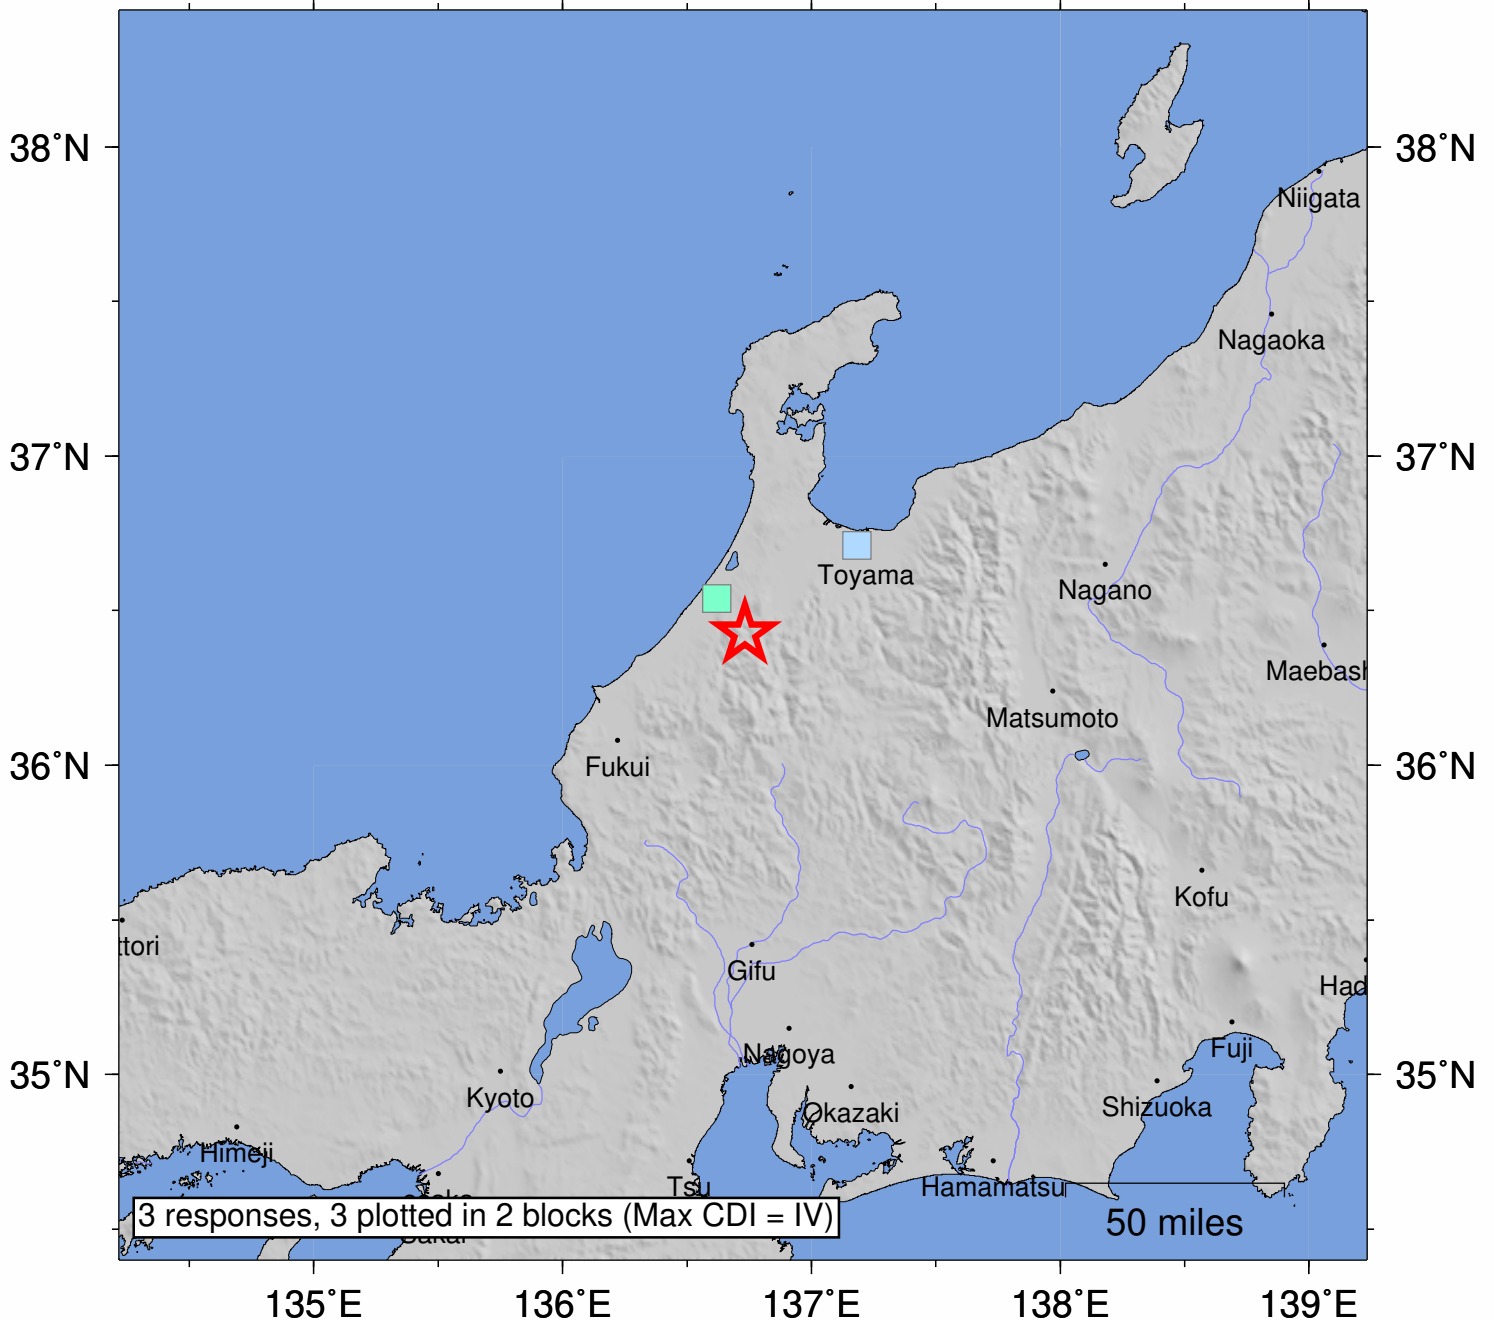 38°N
38°N
Niigata
Nagaoka
37°N
37°N
Toyama
Nagano
Maebash
Matsumoto
Fukui
36°N
36°N
Kofu
ttori
Gifu
Had
Nagoya
Fuji
35°N
35°N
Kyoto
Okazaki
Shizuoka
Himeji
Tsu
Hamamatsu
3 responses, 3 plotted in 2 blocks (Max CDI = IV)
50 miles
135°E
136°E
137°E
138°E
139°E